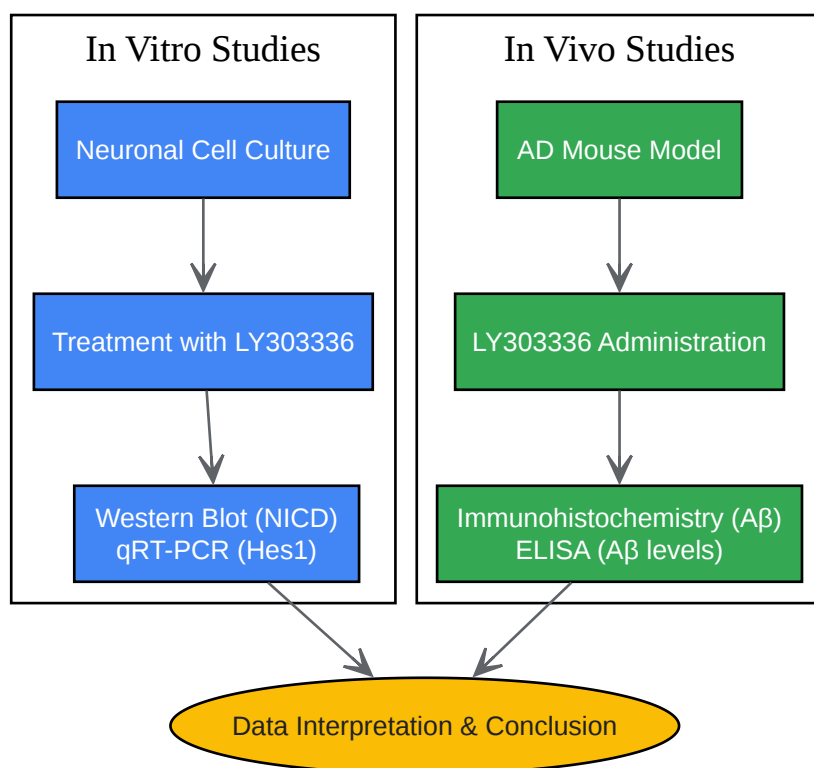 In Vitro Studies
Neuronal Cell Culture
Treatment with LY303336
Western Blot (NICD)
qRT-PCR (Hes1)
In Vivo Studies
AD Mouse Model
LY303336 Administration
Immunohistochemistry (Aβ)
ELISA (Aβ levels)
Data Interpretation & Conclusion